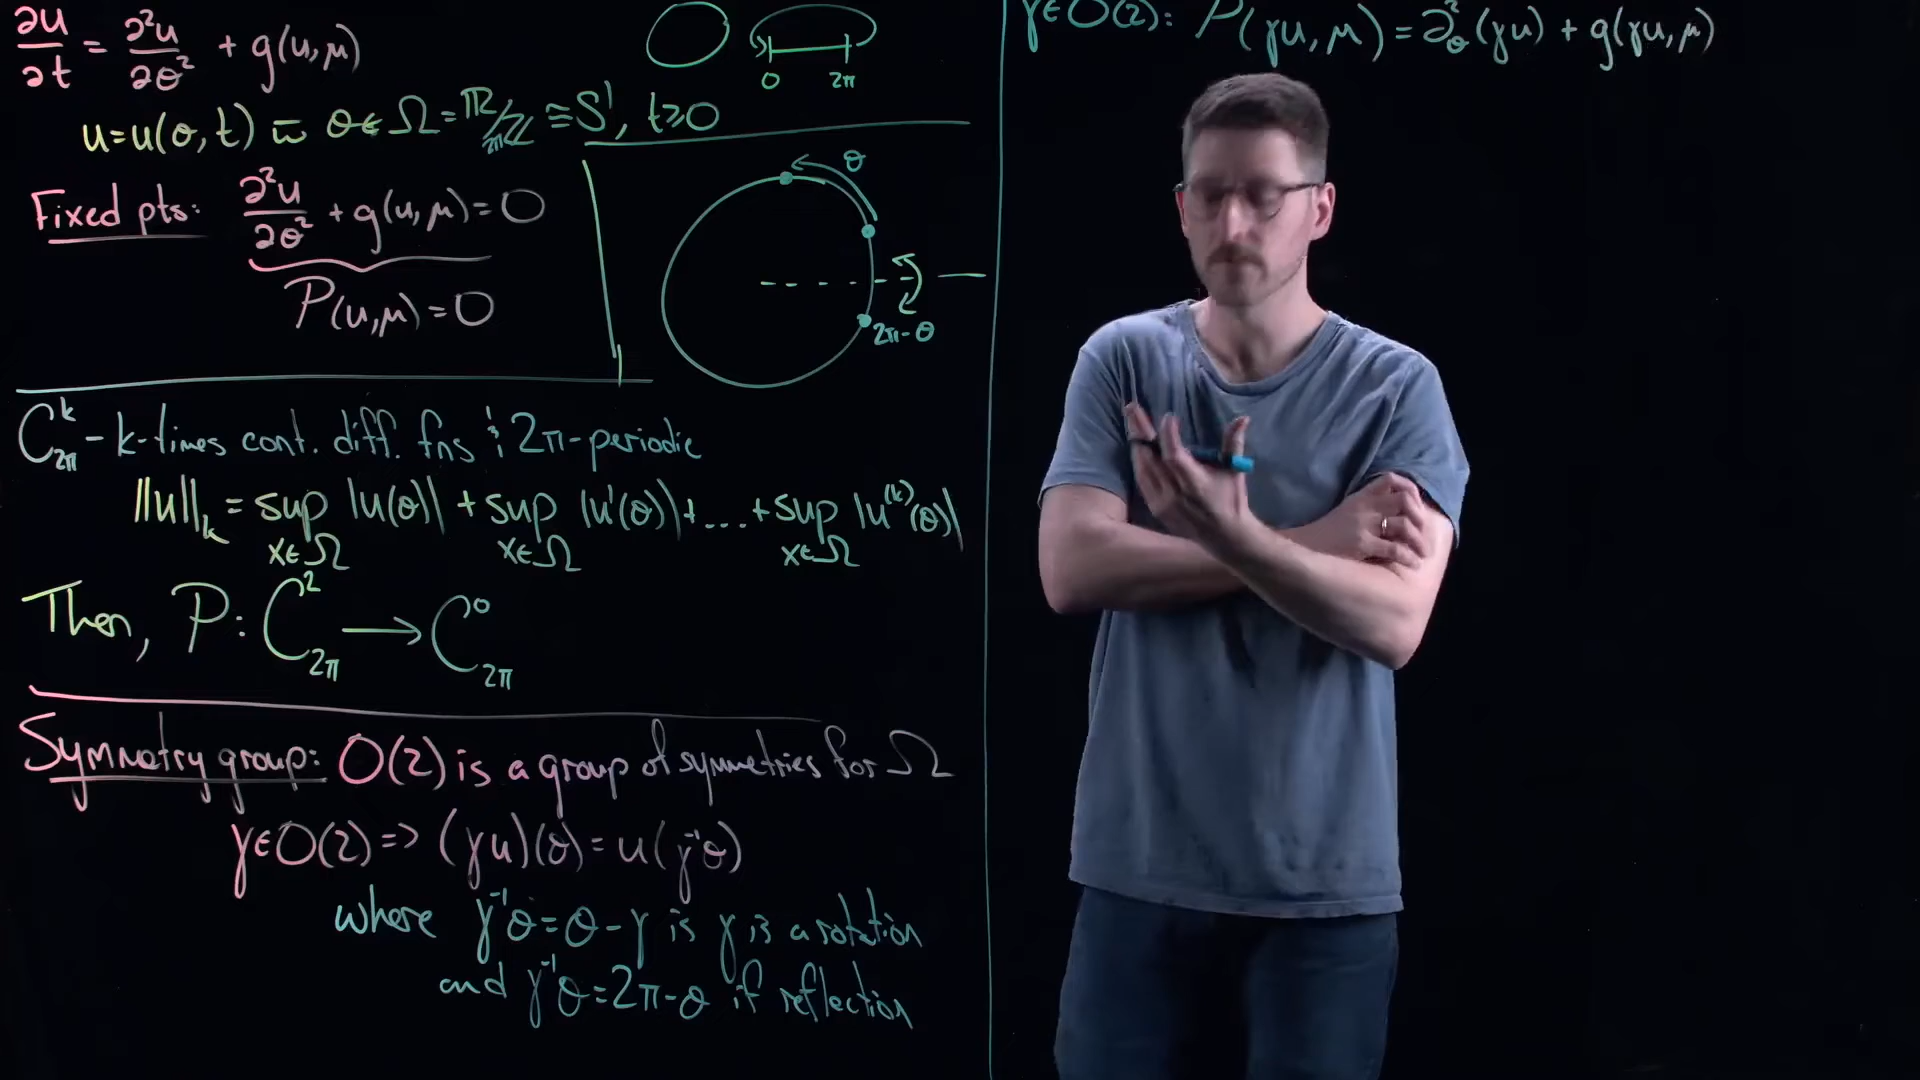 ∂u/∂t = ∂²u/∂θ² + g(u,μ)
0 2π
u=u(θ,t) w θ∈Ω=ℝ/2πℤ≅S¹, t≥0
Fixed pts: ∂²u/∂θ² + g(u,μ)=0
P(u,μ)=0
θ
2π-θ
C^k_2π - k-times cont. diff. fns & 2π-periodic
||u||_k = sup_{x∈Ω} |u(θ)| + sup_{x∈Ω} |u'(θ)| + ... + sup_{x∈Ω} |u^(k)(θ)|
Then, P: C²_2π → C⁰_2π
Symmetry group: O(2) is a group of symmetries for Ω
γ∈O(2) => (γu)(θ) = u(γ⁻¹θ)
where γ⁻¹θ=θ-γ is γ is a rotation
and γ⁻¹θ=2π-θ if reflection
γ∈O(2): P(γu,μ) = ∂²_θ(γu) + g(γu,μ)